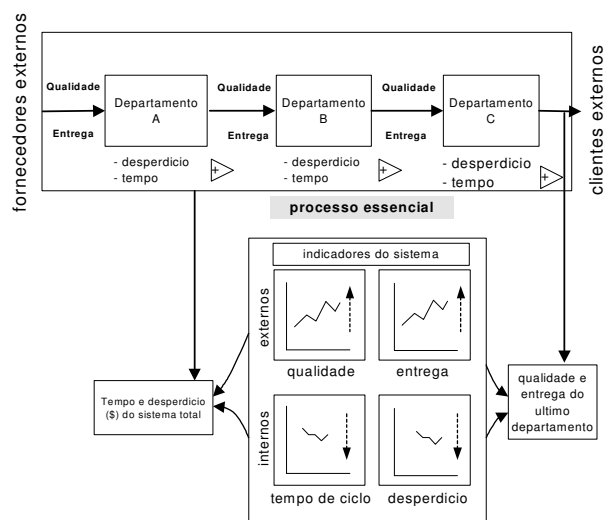 fornecedores externos
Qualidade
Entrega
Departamento
A
- desperdicio
- tempo
+
Qualidade
Entrega
Departamento
B
- desperdicio
- tempo
+
Qualidade
Entrega
Departamento
C
- desperdicio
- tempo
+
clientes externos
processo essencial
indicadores do sistema
externos
qualidade
entrega
internos
tempo de ciclo
desperdicio
Tempo e desperdicio
($) do sistema total
qualidade e
entrega do
ultimo
departamento